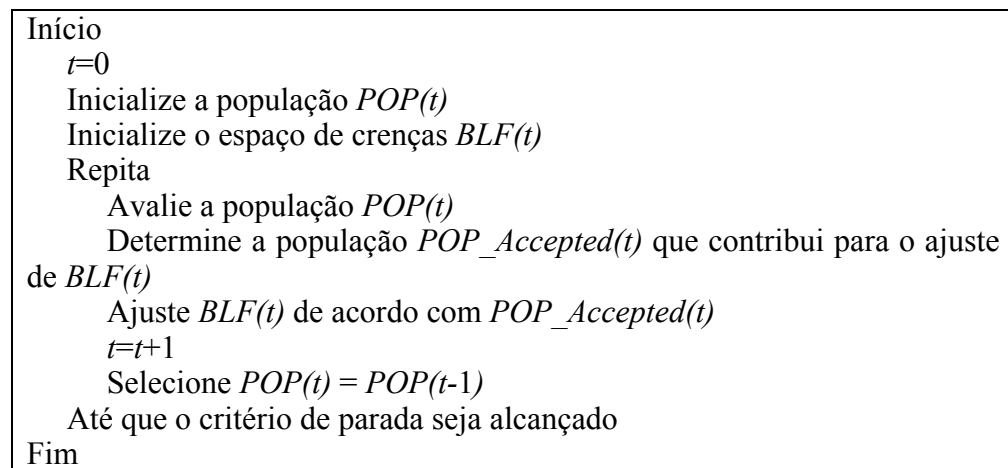 Início
t=0
Inicialize a população POP(t)
Inicialize o espaço de crenças BLF(t)
Repita
Avalie a população POP(t)
Determine a população POP_Accepted(t) que contribui para o ajuste
de BLF(t)
Ajuste BLF(t) de acordo com POP_Accepted(t)
t=t+1
Selecione POP(t) = POP(t-1)
Até que o critério de parada seja alcançado
Fim